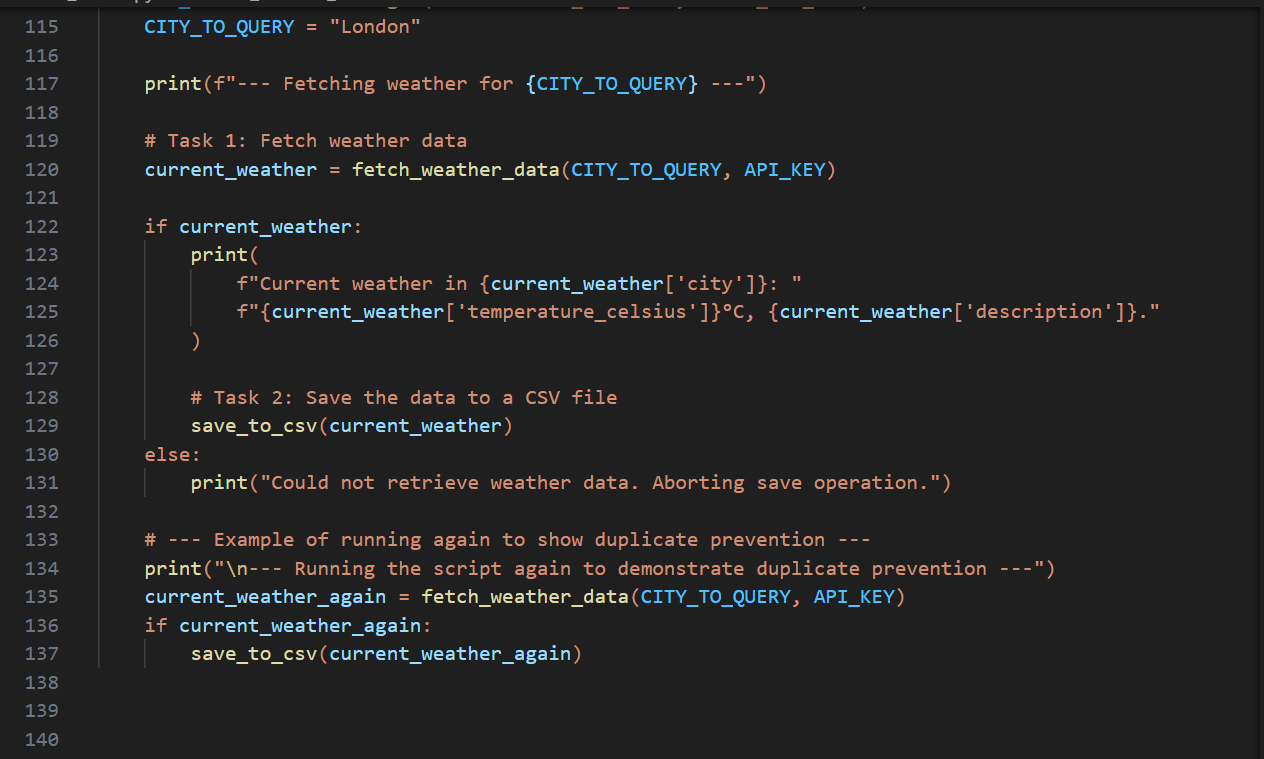 115 CITY_TO_QUERY = "London"
116
117 print(f"--- Fetching weather for {CITY_TO_QUERY} ---")
118
119 # Task 1: Fetch weather data
120 current_weather = fetch_weather_data(CITY_TO_QUERY, API_KEY)
121
122 if current_weather:
123     print(
124         f"Current weather in {current_weather['city']}: "
125         f"{current_weather['temperature_celsius']}°C, {current_weather['description']}."
126     )
127
128     # Task 2: Save the data to a CSV file
129     save_to_csv(current_weather)
130 else:
131     print("Could not retrieve weather data. Aborting save operation.")
132
133 # --- Example of running again to show duplicate prevention ---
134 print("\n--- Running the script again to demonstrate duplicate prevention ---")
135 current_weather_again = fetch_weather_data(CITY_TO_QUERY, API_KEY)
136 if current_weather_again:
137     save_to_csv(current_weather_again)
138
139
140